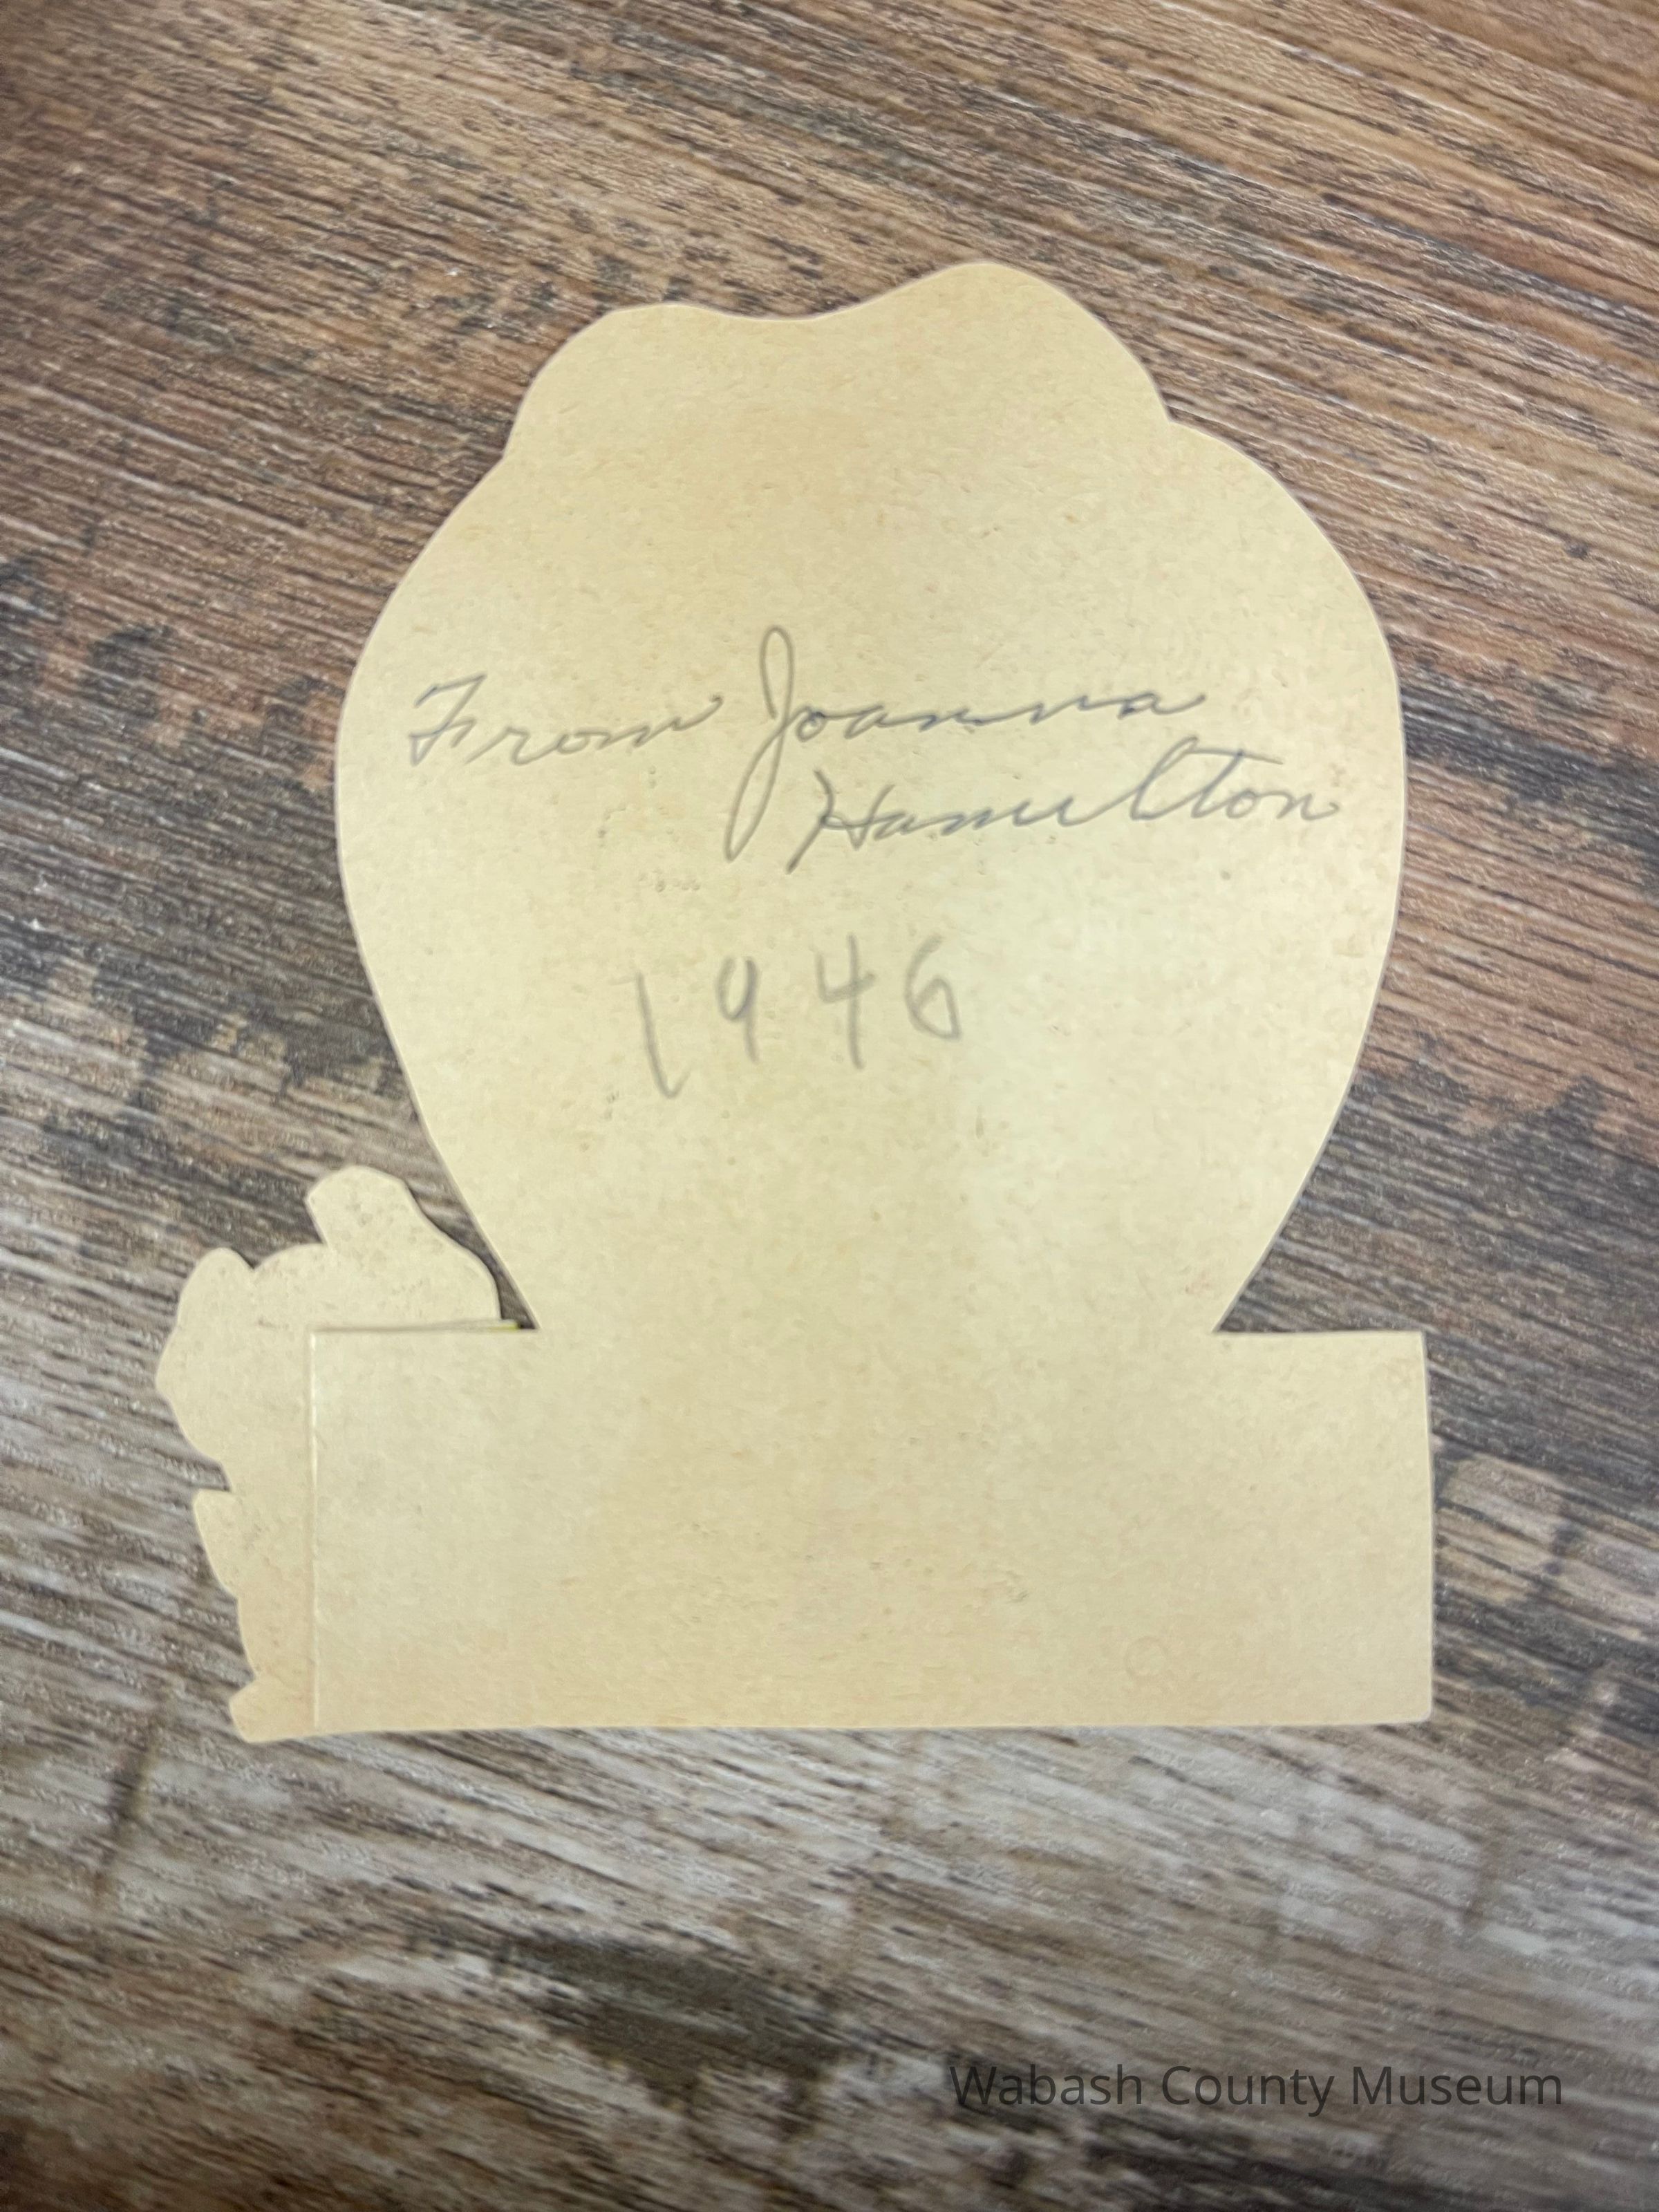 From Joanna
Hamilton
1946
Wabash County Museum